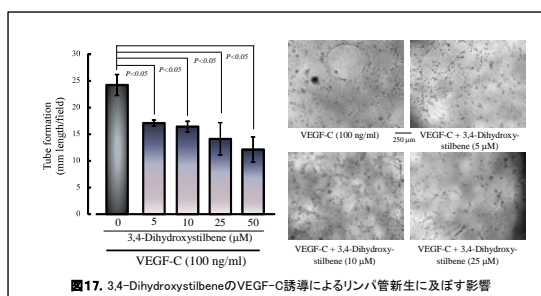 30
25
20
15
10
5
0
Tube formation
(mm length/field)
P<0.05
P<0.05
P<0.05
P<0.05
0 5 10 25 50
3,4-Dihydroxystilbene (μM)
VEGF-C (100 ng/ml)
VEGF-C (100 ng/ml)
250 μm
VEGF-C + 3,4-Dihydroxy-
stilbene (5 μM)
VEGF-C + 3,4-Dihydroxy-
stilbene (10 μM)
VEGF-C + 3,4-Dihydroxy-
stilbene (25 μM)
図17. 3,4-DihydroxystilbeneのVEGF-C誘導によるリンパ管新生に及ぼす影響